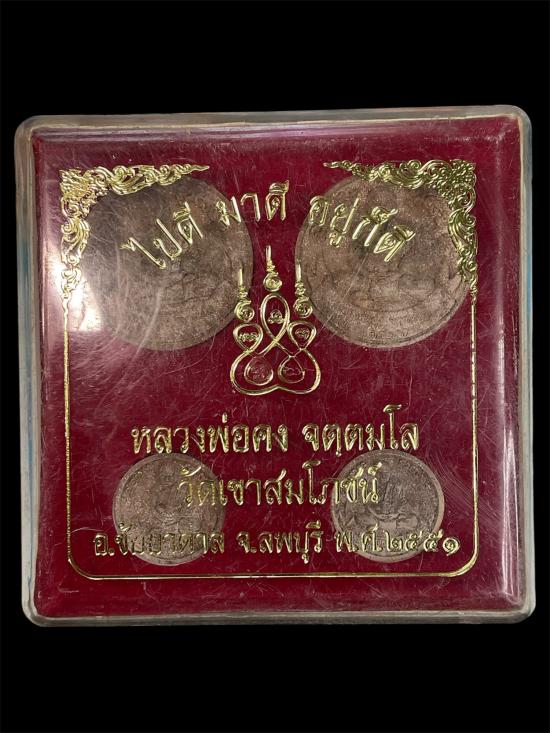 ไปดี มาดี อยู่ก็ดี
หลวงพ่อคง จตฺตมโล
วัดเขาสมโภชน์
อ.ชัยบาดาล จ.ลพบุรี พ.ศ.๒๕๕๑